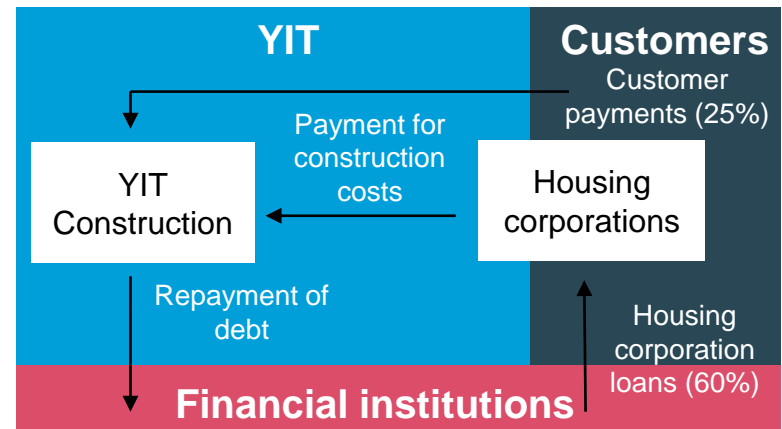 YIT
Customers
Customer
payments (25%)
Payment for
construction
costs
YIT
Construction
Housing
corporations
Repayment of
debt
Housing
corporation
loans (60%)
Financial institutions